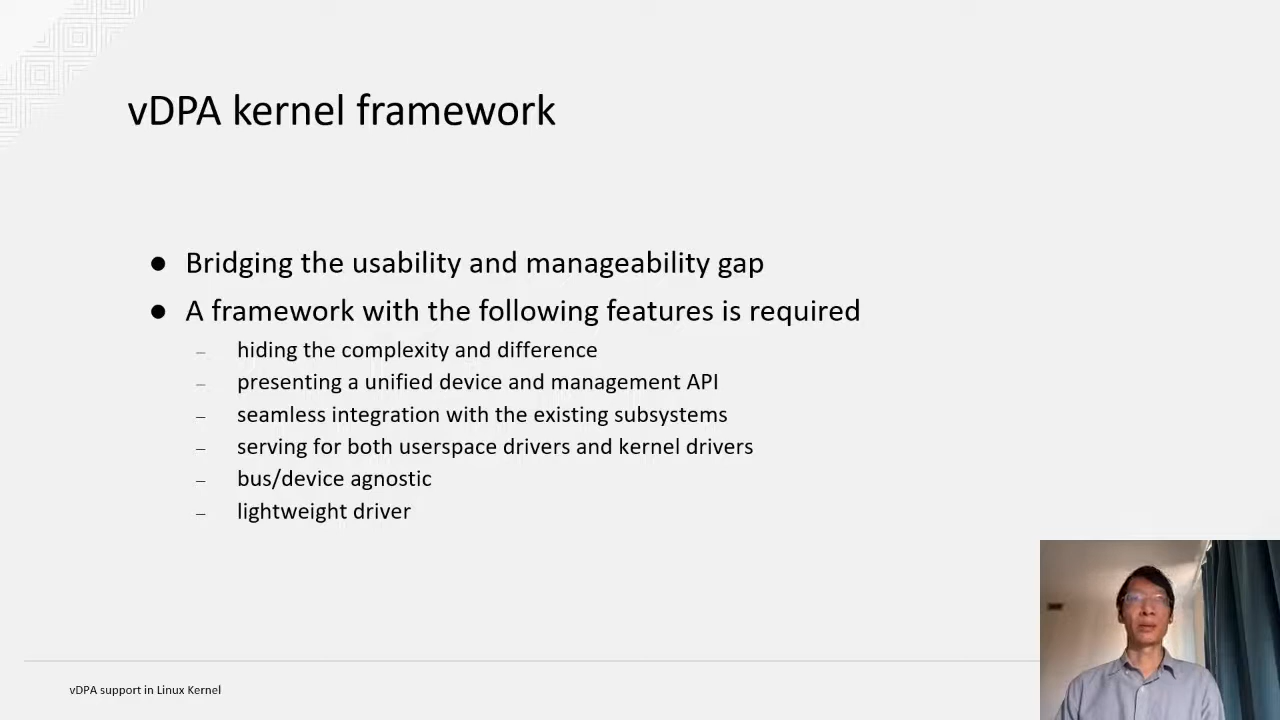 vDPA kernel framework
● Bridging the usability and manageability gap
● A framework with the following features is required
– hiding the complexity and difference
– presenting a unified device and management API
– seamless integration with the existing subsystems
– serving for both userspace drivers and kernel drivers
– bus/device agnostic
– lightweight driver
vDPA support in Linux Kernel